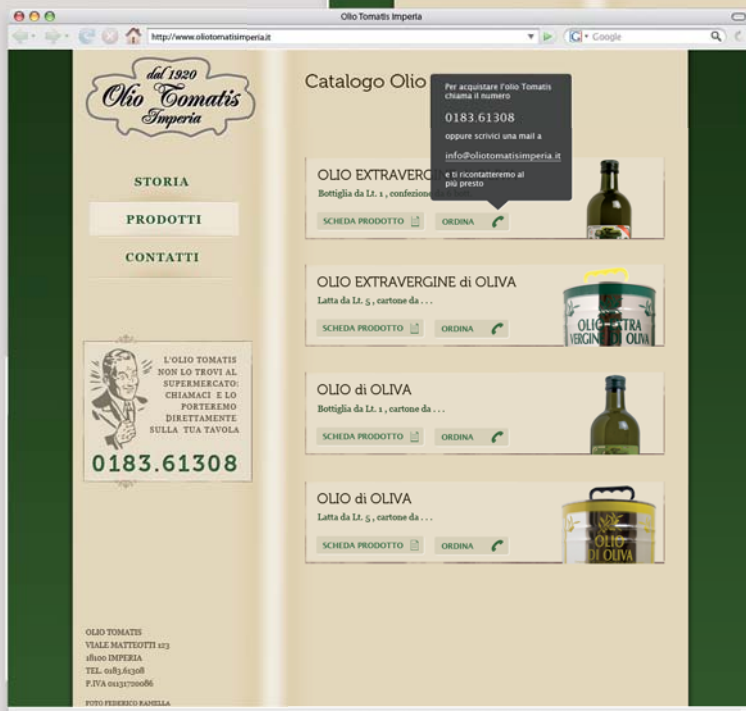 Olio Tomatis Imperia
http://www.oliotomatisimperia.it
Google
dal 1920
Olio Tomatis
Imperia
STORIA
PRODOTTI
CONTATTI
L'OLIO TOMATIS
NON LO TROVI AL
SUPERMERCATO:
CHIAMACI E LO
PORTEREMO
DIRETTAMENTE
SULLA TUA TAVOLA
0183.61308
OLIO TOMATIS
VIALE MATTEOTTI 123
18100 IMPERIA
TEL. 0183.61308
P.IVA 01131720086
FOTO FEDERICO RAMELLA
Catalogo Olio
Per acquistare l'olio Tomatis
chiama il numero
0183.61308
oppure scrivici una mail a
info@oliotomatisimperia.it
e ti ricontatteremo al
più presto
OLIO EXTRAVERGIN
Bottiglia da Lt. 1 , confezione
SCHEDA PRODOTTO
ORDINA
OLIO EXTRAVERGINE di OLIVA
Latta da Lt. 5 , cartone da . . .
SCHEDA PRODOTTO
ORDINA
OLIO EXTRA
VERGINE DI OLIVA
OLIO di OLIVA
Bottiglia da Lt. 1 , cartone da . . .
SCHEDA PRODOTTO
ORDINA
OLIO di OLIVA
Latta da Lt. 5 , cartone da . . .
SCHEDA PRODOTTO
ORDINA
OLIO
DI OLIVA